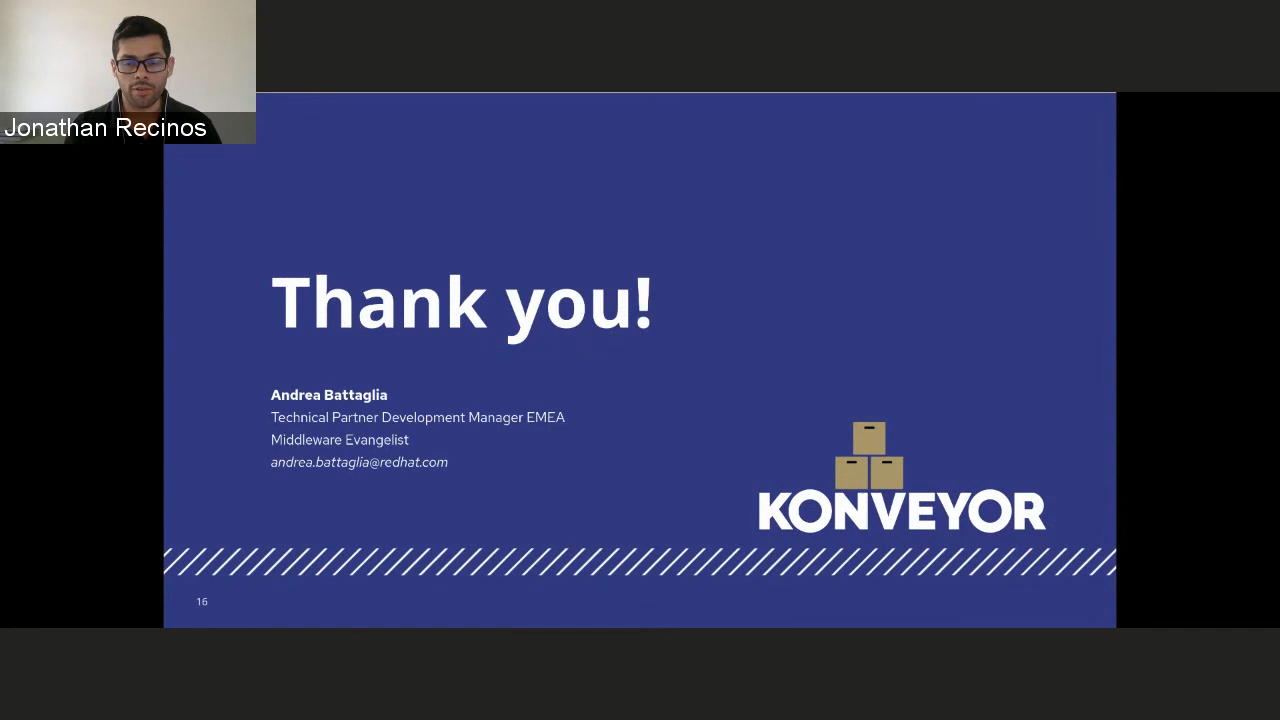 Jonathan Recinos
Thank you!
Andrea Battaglia
Technical Partner Development Manager EMEA
Middleware Evangelist
andrea.battaglia@redhat.com
KONVEYOR
16